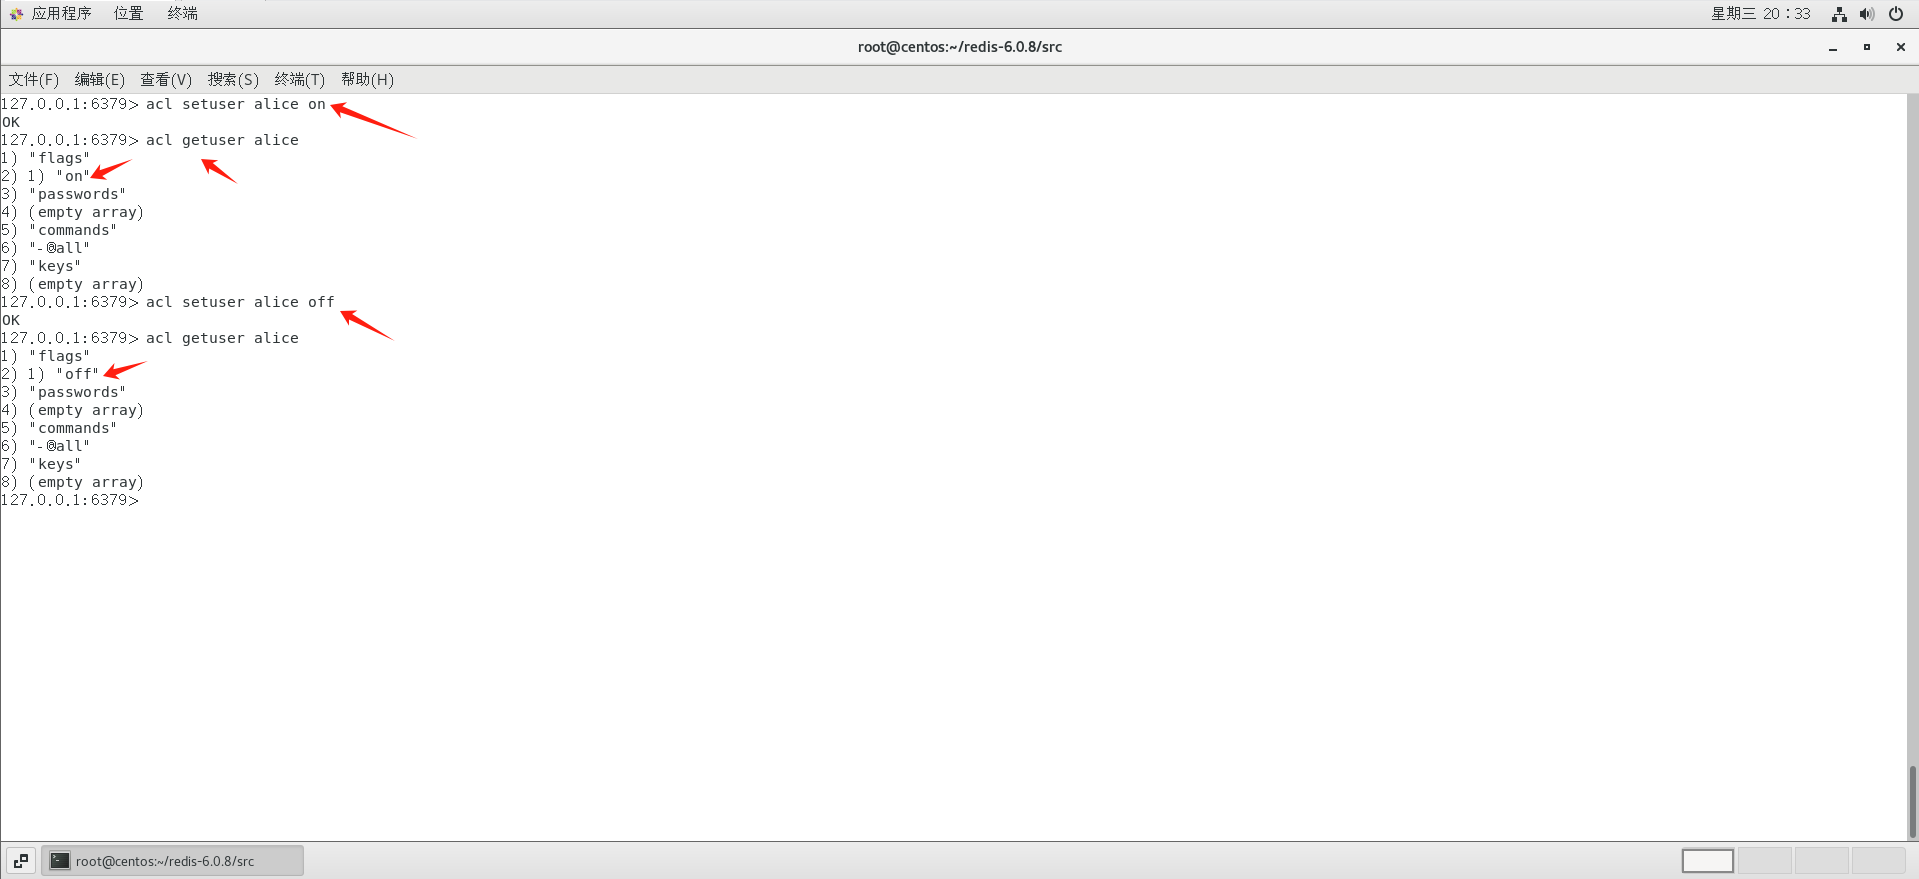 应用程序 位置 终端 星期三 20：33
root@centos:~/redis-6.0.8/src
文件(F) 编辑(E) 查看(V) 搜索(S) 终端(T) 帮助(H)
127.0.0.1:6379> acl setuser alice on
OK
127.0.0.1:6379> acl getuser alice
1) "flags"
2) 1) "on"
3) "passwords"
4) (empty array)
5) "commands"
6) "-@all"
7) "keys"
8) (empty array)
127.0.0.1:6379> acl setuser alice off
OK
127.0.0.1:6379> acl getuser alice
1) "flags"
2) 1) "off"
3) "passwords"
4) (empty array)
5) "commands"
6) "-@all"
7) "keys"
8) (empty array)
127.0.0.1:6379>
root@centos:~/redis-6.0.8/src